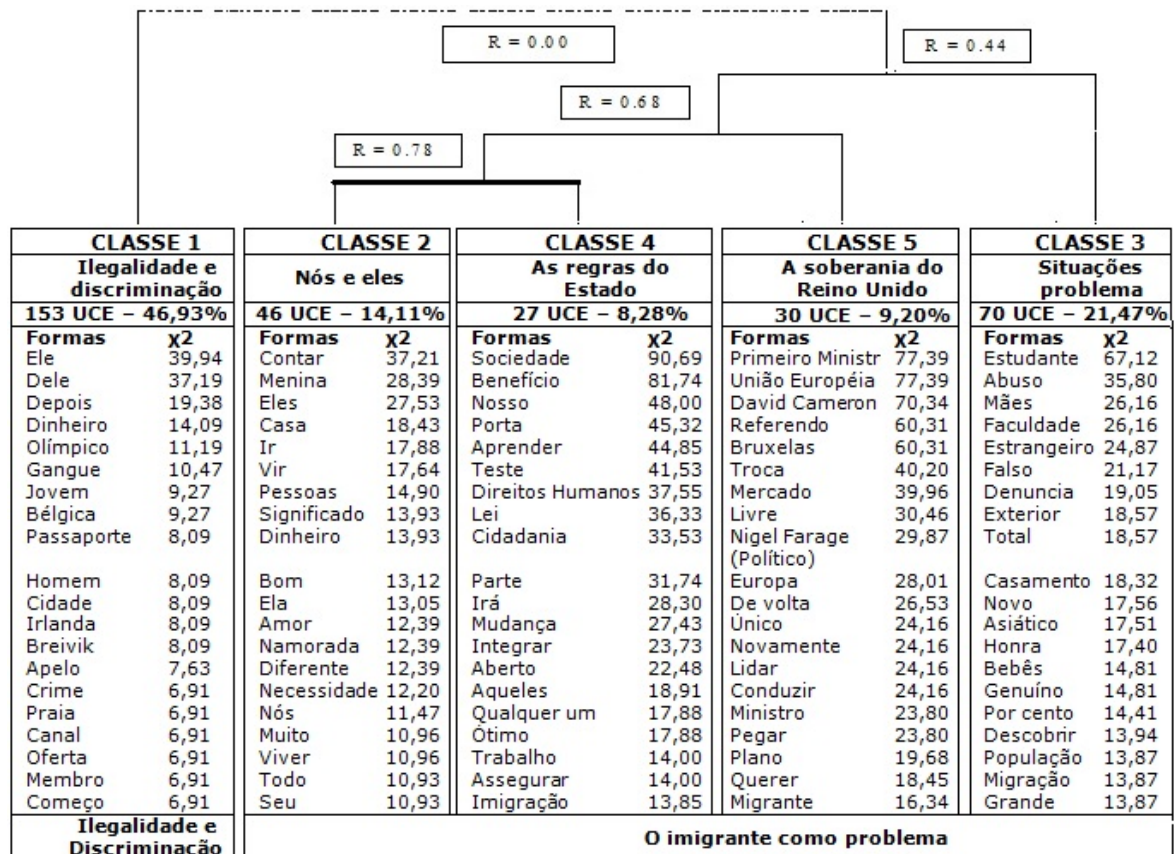 R = 0.00
R = 0.44
R = 0.68
R = 0.78
CLASSE 1
Ilegalidade e
discriminação
153 UCE – 46,93%
Formas χ2
Ele 39,94
Dele 37,19
Depois 19,38
Dinheiro 14,09
Olímpico 11,19
Gangue 10,47
Jovem 9,27
Bélgica 9,27
Passaporte 8,09
Homem 8,09
Cidade 8,09
Irlanda 8,09
Breivik 8,09
Apelo 7,63
Crime 6,91
Praia 6,91
Canal 6,91
Oferta 6,91
Membro 6,91
Começo 6,91
Ilegalidade e
Discriminação
CLASSE 2
Nós e eles
46 UCE – 14,11%
Formas χ2
Contar 37,21
Menina 28,39
Eles 27,53
Casa 18,43
Ir 17,88
Vir 17,64
Pessoas 14,90
Significado 13,93
Dinheiro 13,93
Bom 13,12
Ela 13,05
Amor 12,39
Namorada 12,39
Diferente 12,39
Necessidade 12,20
Nós 11,47
Muito 10,96
Viver 10,96
Todo 10,93
Seu 10,93
CLASSE 4
As regras do
Estado
27 UCE – 8,28%
Formas χ2
Sociedade 90,69
Benefício 81,74
Nosso 48,00
Porta 45,32
Aprender 44,85
Teste 41,53
Direitos Humanos 37,55
Lei 36,33
Cidadania 33,53
Parte 31,74
Irá 28,30
Mudança 27,43
Integrar 23,73
Aberto 22,48
Aqueles 18,91
Qualquer um 17,88
Ótimo 17,88
Trabalho 14,00
Assegurar 14,00
Imigração 13,85
CLASSE 5
A soberania do
Reino Unido
30 UCE – 9,20%
Formas χ2
Primeiro Ministr 77,39
União Européia 77,39
David Cameron 70,34
Referendo 60,31
Bruxelas 60,31
Troca 40,20
Mercado 39,96
Livre 30,46
Nigel Farage 29,87
(Político)
Europa 28,01
De volta 26,53
Único 24,16
Novamente 24,16
Lidar 24,16
Conduzir 24,16
Ministro 23,80
Pegar 23,80
Plano 19,68
Querer 18,45
Migrante 16,34
CLASSE 3
Situações
problema
70 UCE – 21,47%
Formas χ2
Estudante 67,12
Abuso 35,80
Mães 26,16
Faculdade 26,16
Estrangeiro 24,87
Falso 21,17
Denuncia 19,05
Exterior 18,57
Total 18,57
Casamento 18,32
Novo 17,56
Asiático 17,51
Honra 17,40
Bebês 14,81
Genuíno 14,81
Por cento 14,41
Descobrir 13,94
População 13,87
Migração 13,87
Grande 13,87
O imigrante como problema